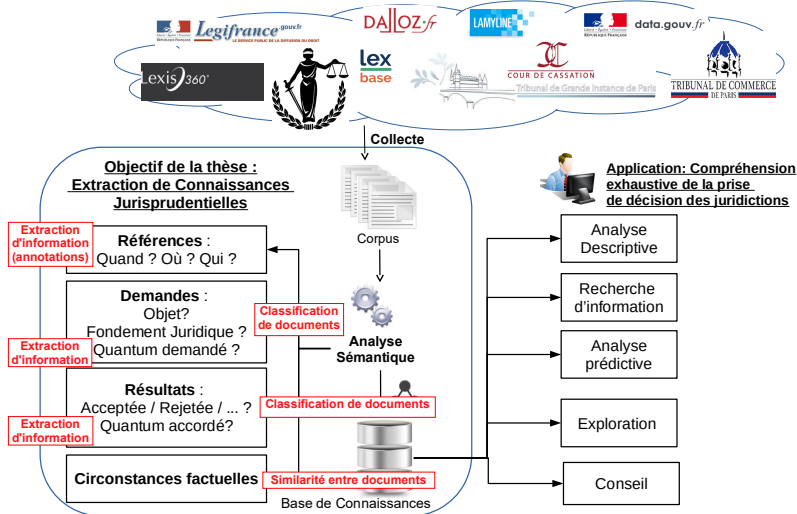 Legifrance.gouv.fr
LE SERVICE PUBLIC DE LA DIFFUSION DU DROIT
DALLOZ.fr
LAMYLINE
data.gouv.fr
Lexis 360°
lex
base
COUR DE CASSATION
Tribunal de Grande Instance de Paris
TRIBUNAL DE COMMERCE
DE PARIS
Collecte
Objectif de la thèse :
Extraction de Connaissances
Jurisprudentielles
Application: Compréhension
exhaustive de la prise
de décision des juridictions
Corpus
Extraction
d'information
(annotations)
Références :
Quand ? Où ? Qui ?
Demandes :
Objet?
Fondement Juridique ?
Quantum demandé ?
Extraction
d'information
Classification
de documents
Analyse
Sémantique
Résultats :
Acceptée / Rejetée / ... ?
Quantum accordé?
Extraction
d'information
Classification de documents
Circonstances factuelles
Similarité entre documents
Base de Connaissances
Analyse
Descriptive
Recherche
d'information
Analyse
prédictive
Exploration
Conseil